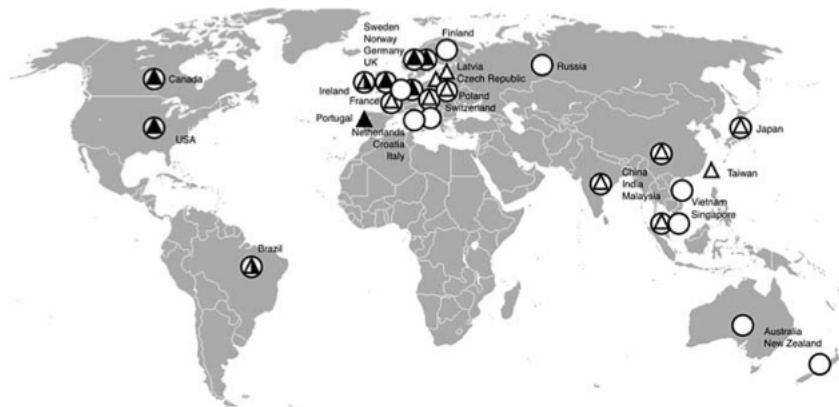 Sweden
Norway
Germany
UK
Finland
Canada
Latvia
Czech Republic
Russia
Ireland
France
Poland
Switzerland
USA
Portugal
Netherlands
Croatia
Italy
Japan
China
India
Malaysia
Taiwan
Vietnam
Singapore
Brazil
Australia
New Zealand